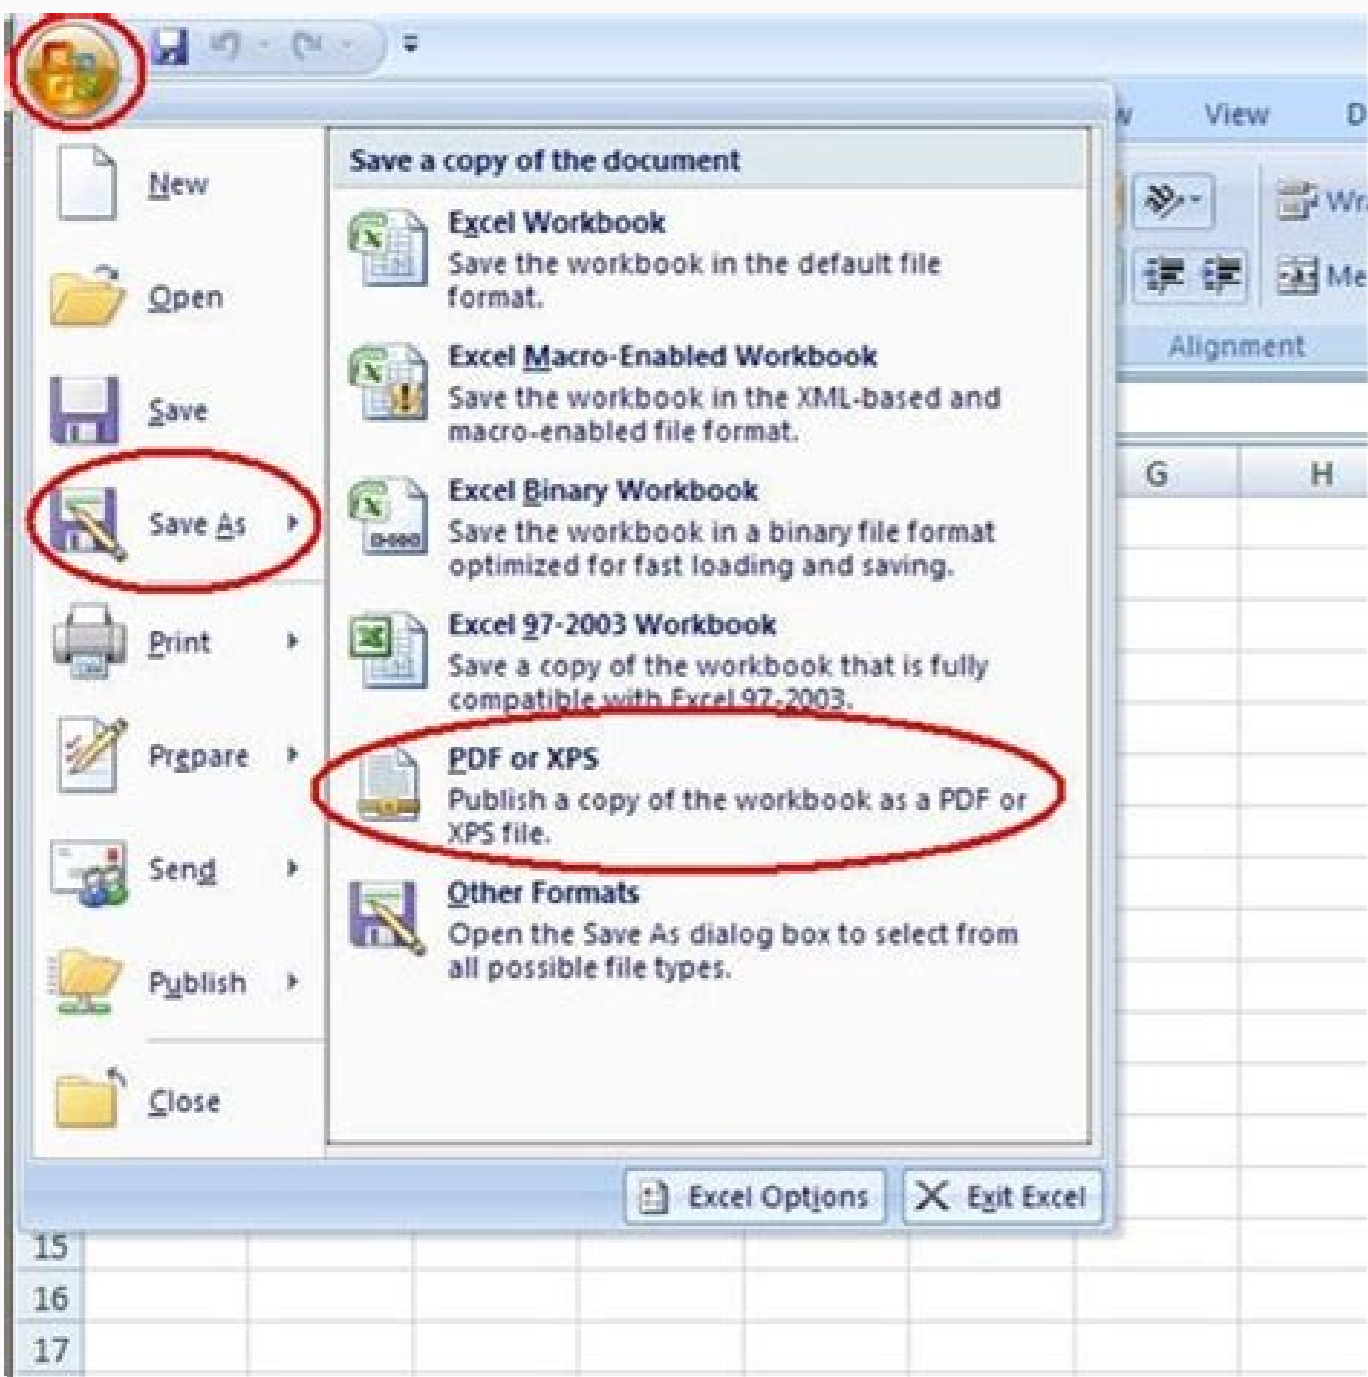 View
D
New
Open
Save
Save As
Print
Prepare
Send
Publish
Close
Save a copy of the document
Excel Workbook
Save the workbook in the default file
format.
Excel Macro-Enabled Workbook
Save the workbook in the XML-based and
macro-enabled file format.
Excel Binary Workbook
Save the workbook in a binary file format
optimized for fast loading and saving.
Excel 97-2003 Workbook
Save a copy of the workbook that is fully
compatible with Excel 97-2003.
PDF or XPS
Publish a copy of the workbook as a PDF or
XPS file.
Other Formats
Open the Save As dialog box to select from
all possible file types.
Excel Options
Exit Excel
Wr
Me
Alignment
G H
15
16
17